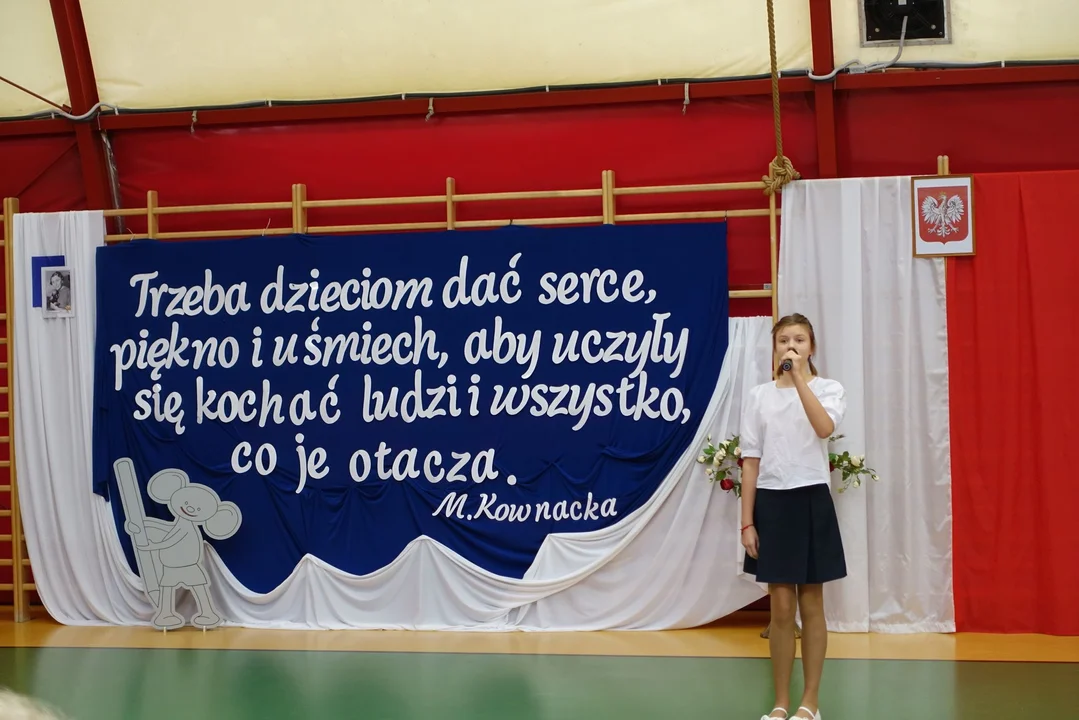 Trzeba dzieciom dać serce,
piękno i uśmiech, aby uczyły
się kochać ludzi i wszystko,
co je otacza.
M.Kownacka